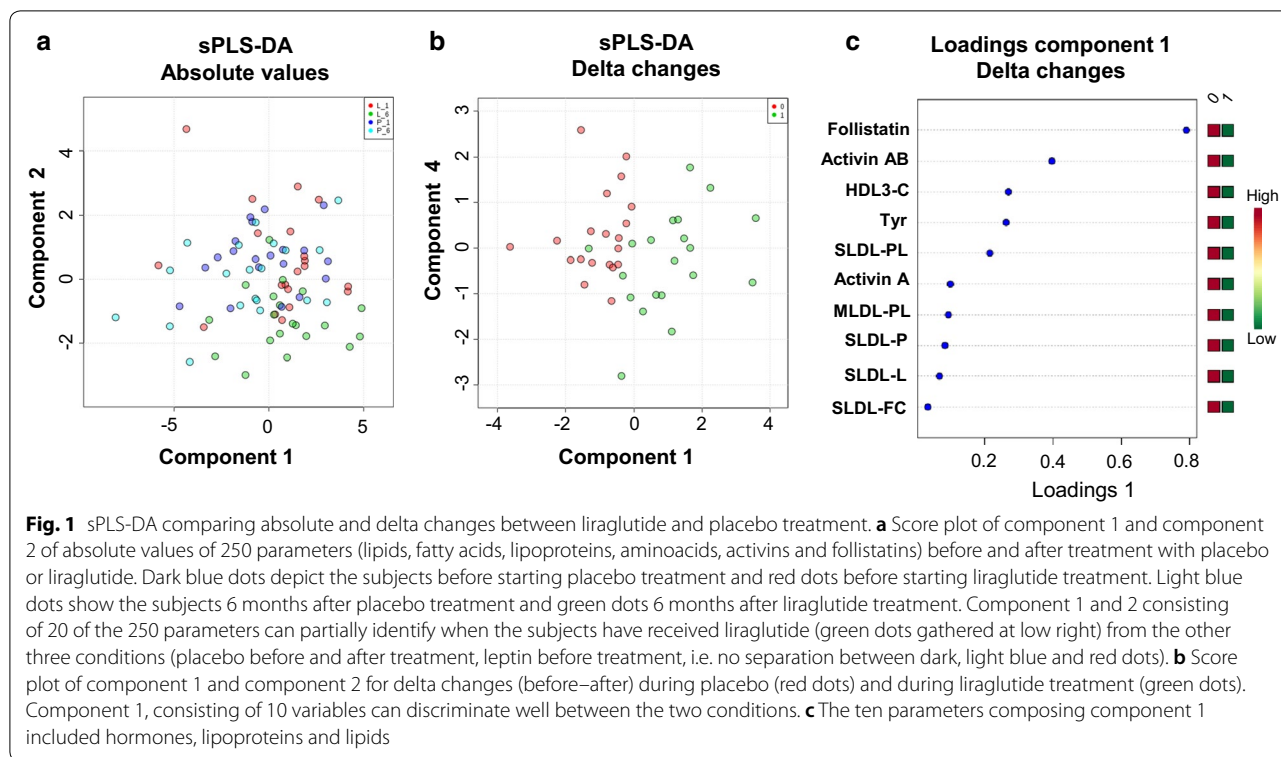 a
sPLS-DA
Absolute values
L_1
L_6
P_1
P_6
4
2
0
-2
Component 2
-5
0
5
Component 1
b
sPLS-DA
Delta changes
0
1
3
2
1
0
-1
-2
-3
Component 4
-4
-2
0
2
4
Component 1
c
Loadings component 1
Delta changes
0
1
Follistatin
Activin AB
HDL3-C
Tyr
SLDL-PL
Activin A
MLDL-PL
SLDL-P
SLDL-L
SLDL-FC
High
Low
0.2
0.4
0.6
0.8
Loadings 1
Fig. 1 sPLS-DA comparing absolute and delta changes between liraglutide and placebo treatment. a Score plot of component 1 and component
2 of absolute values of 250 parameters (lipids, fatty acids, lipoproteins, aminoacids, activins and follistatins) before and after treatment with placebo
or liraglutide. Dark blue dots depict the subjects before starting placebo treatment and red dots before starting liraglutide treatment. Light blue
dots show the subjects 6 months after placebo treatment and green dots 6 months after liraglutide treatment. Component 1 and 2 consisting
of 20 of the 250 parameters can partially identify when the subjects have received liraglutide (green dots gathered at low right) from the other
three conditions (placebo before and after treatment, leptin before treatment, i.e. no separation between dark, light blue and red dots). b Score
plot of component 1 and component 2 for delta changes (before–after) during placebo (red dots) and during liraglutide treatment (green dots).
Component 1, consisting of 10 variables can discriminate well between the two conditions. c The ten parameters composing component 1
included hormones, lipoproteins and lipids